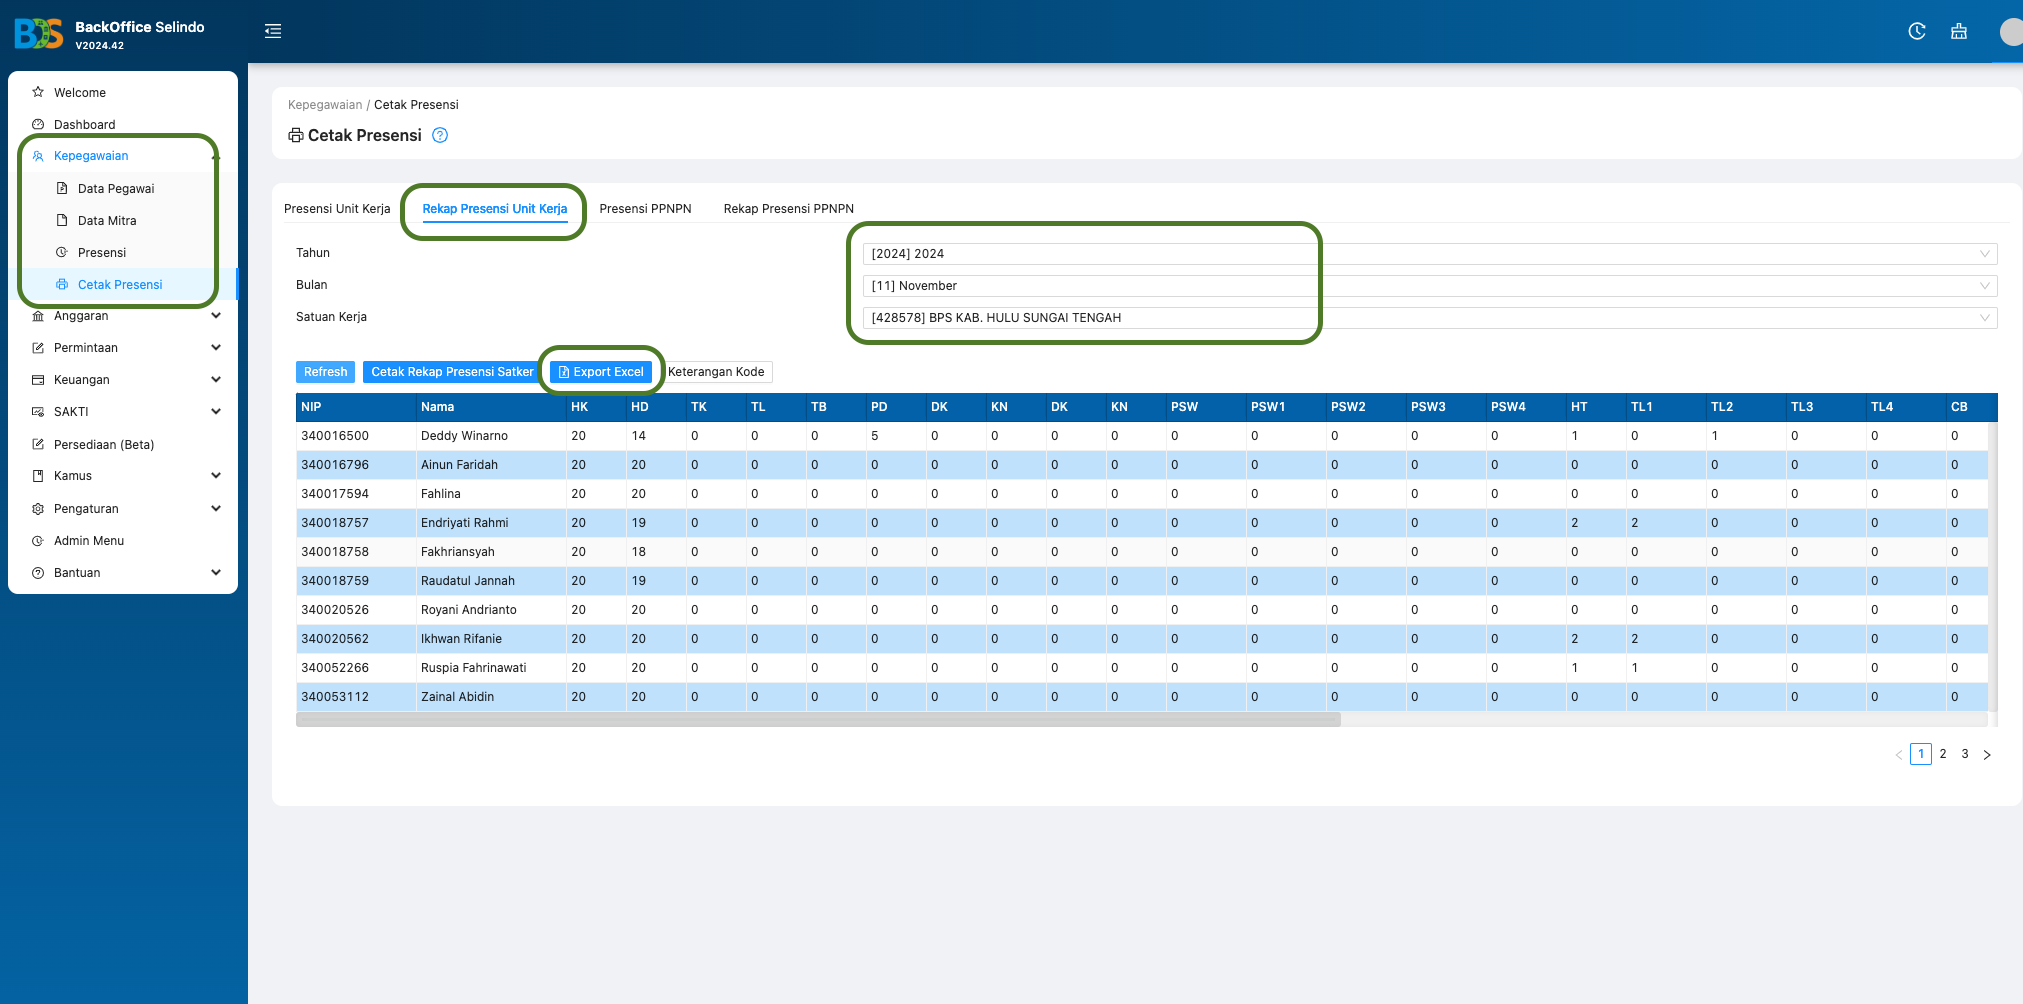 BackOffice Selindo
V2024.42
Welcome
Dashboard
Kepegawaian
Data Pegawai
Data Mitra
Presensi
Cetak Presensi
Anggaran
Permintaan
Keuangan
SAKTI
Persediaan (Beta)
Kamus
Pengaturan
Admin Menu
Bantuan
Kepegawaian / Cetak Presensi
Cetak Presensi
Presensi Unit Kerja Rekap Presensi Unit Kerja Presensi PPNPN Rekap Presensi PPNPN
Tahun [2024] 2024
Bulan [11] November
Satuan Kerja [428578] BPS KAB. HULU SUNGAI TENGAH
Refresh Cetak Rekap Presensi Satker Export Excel Keterangan Kode
NIP Nama HK HD TK TL TB PD DK KN DK KN PSW PSW1 PSW2 PSW3 PSW4 HT TL1 TL2 TL3 TL4 CB
340016500 Deddy Winarno 20 14 0 0 0 5 0 0 0 0 0 0 0 0 0 1 0 1 0 0 0
340016796 Ainun Faridah 20 20 0 0 0 0 0 0 0 0 0 0 0 0 0 0 0 0 0 0 0
340017594 Fahlina 20 20 0 0 0 0 0 0 0 0 0 0 0 0 0 0 0 0 0 0 0
340018757 Endriyati Rahmi 20 19 0 0 0 0 0 0 0 0 0 0 0 0 0 2 2 0 0 0 0
340018758 Fakhriansyah 20 18 0 0 0 0 0 0 0 0 0 0 0 0 0 0 0 0 0 0 0
340018759 Raudatul Jannah 20 19 0 0 0 0 0 0 0 0 0 0 0 0 0 0 0 0 0 0 0
340020526 Royani Andrianto 20 20 0 0 0 0 0 0 0 0 0 0 0 0 0 0 0 0 0 0 0
340020562 Ikhwan Rifanie 20 20 0 0 0 0 0 0 0 0 0 0 0 0 0 2 2 0 0 0 0
340052266 Ruspia Fahrinawati 20 20 0 0 0 0 0 0 0 0 0 0 0 0 0 1 1 0 0 0 0
340053112 Zainal Abidin 20 20 0 0 0 0 0 0 0 0 0 0 0 0 0 0 0 0 0 0 0
1 2 3